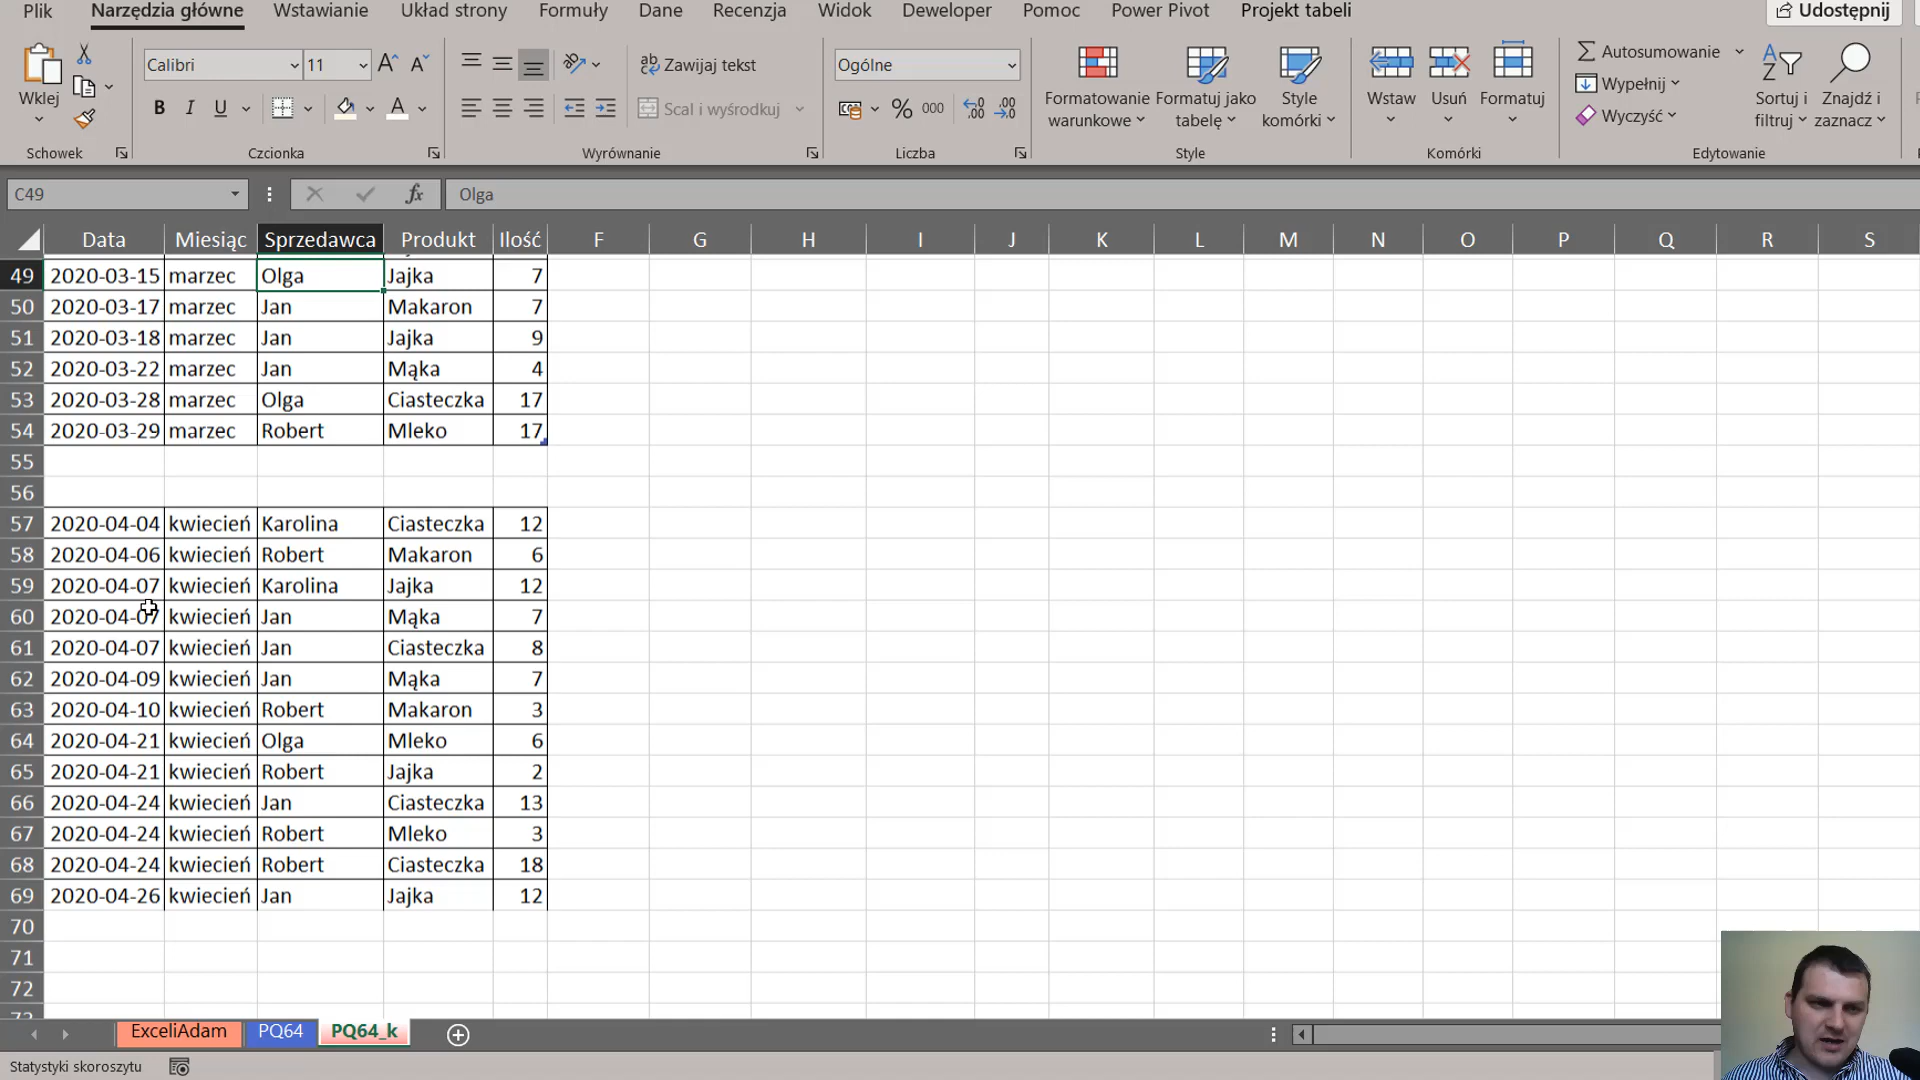 Plik Narzędzia główne Wstawianie Układ strony Formuły Dane Recenzja Widok Deweloper Pomoc Power Pivot Projekt tabeli Udostępnij
Wklej
Schowek
Calibri 11
B I U A
Czcionka
ab Zawijaj tekst
Scal i wyśrodkuj
Wyrównanie
Ogólne
% 000
Liczba
Formatowanie warunkowe
Formatuj jako tabelę
Style komórki
Style
Wstaw Usuń Formatuj
Komórki
Autosumowanie
Wypełnij
Wyczyść
Sortuj i filtruj
Znajdź i zaznacz
Edytowanie
C49 fx Olga
Data Miesiąc Sprzedawca Produkt Ilość F G H I J K L M N O P Q R S
49 2020-03-15 marzec Olga Jajka 7
50 2020-03-17 marzec Jan Makaron 7
51 2020-03-18 marzec Jan Jajka 9
52 2020-03-22 marzec Jan Mąka 4
53 2020-03-28 marzec Olga Ciasteczka 17
54 2020-03-29 marzec Robert Mleko 17
55
56
57 2020-04-04 kwiecień Karolina Ciasteczka 12
58 2020-04-06 kwiecień Robert Makaron 6
59 2020-04-07 kwiecień Karolina Jajka 12
60 2020-04-07 kwiecień Jan Mąka 7
61 2020-04-07 kwiecień Jan Ciasteczka 8
62 2020-04-09 kwiecień Jan Mąka 7
63 2020-04-10 kwiecień Robert Makaron 3
64 2020-04-21 kwiecień Olga Mleko 6
65 2020-04-21 kwiecień Robert Jajka 2
66 2020-04-24 kwiecień Jan Ciasteczka 13
67 2020-04-24 kwiecień Robert Mleko 3
68 2020-04-24 kwiecień Robert Ciasteczka 18
69 2020-04-26 kwiecień Jan Jajka 12
70
71
72
ExceliAdam PQ64 PQ64_k
Statystyki skoroszytu